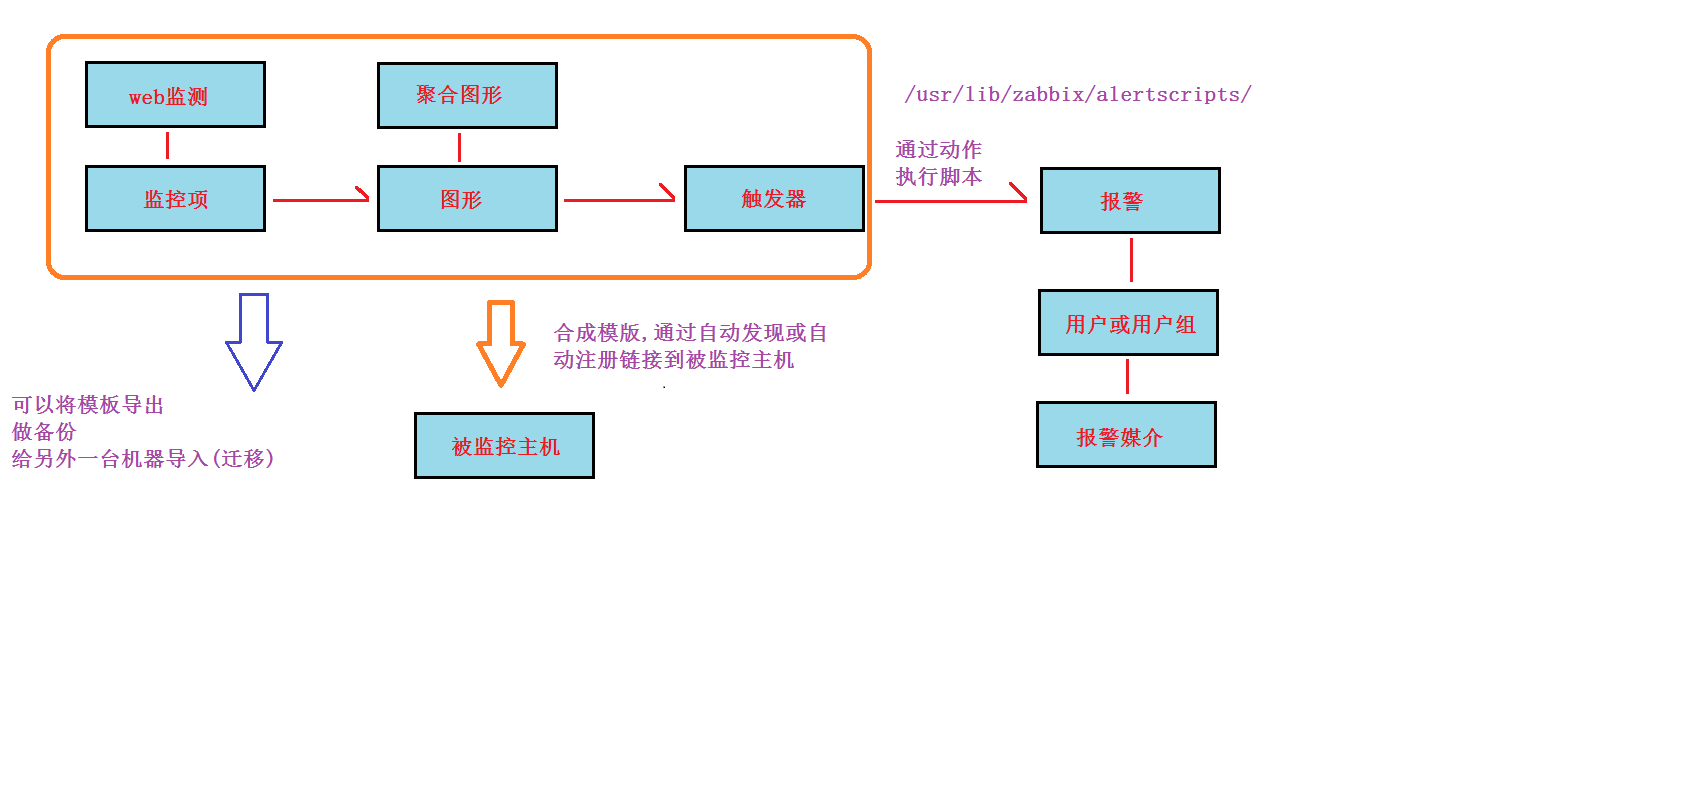 web监测
聚合图形
/usr/lib/zabbix/alertscripts/
通过动作
执行脚本
监控项
图形
触发器
报警
用户或用户组
合成模版,通过自动发现或自
动注册链接到被监控主机
可以将模板导出
做备份
给另外一台机器导入(迁移)
被监控主机
报警媒介